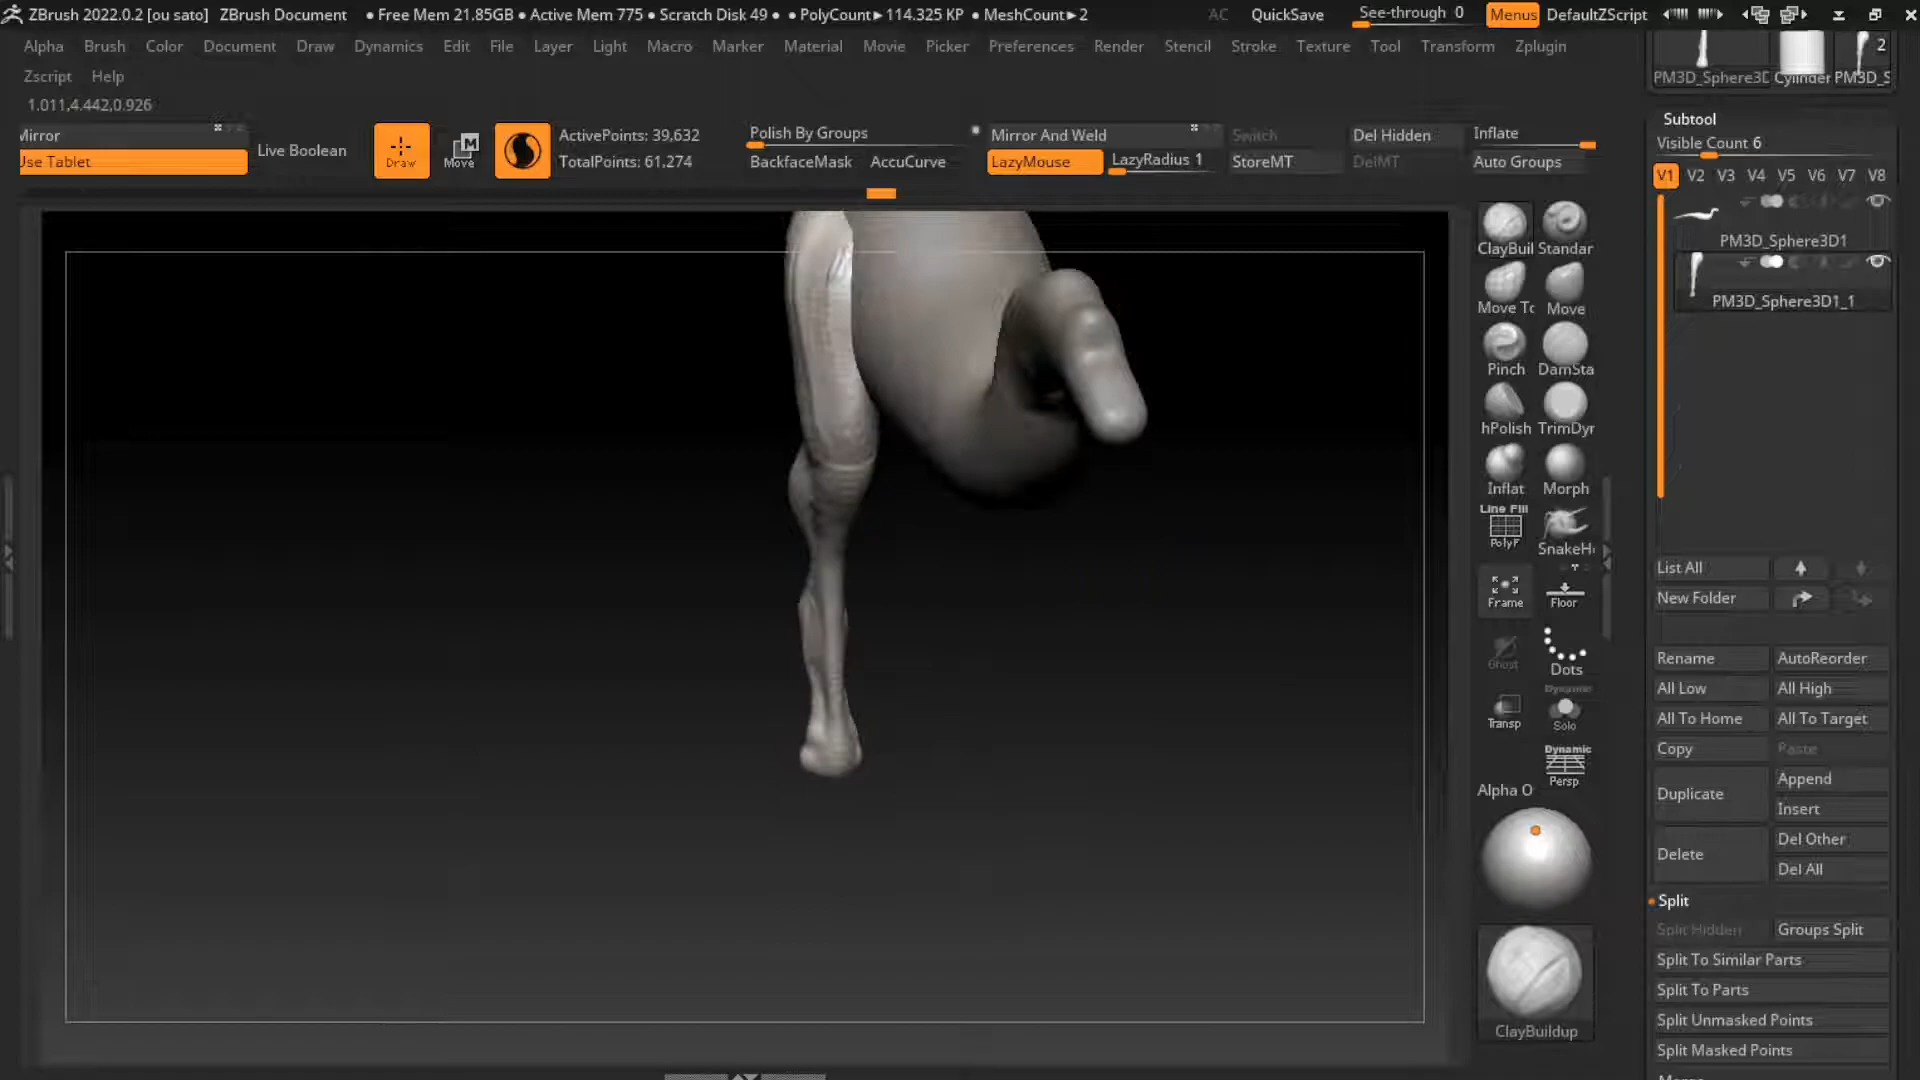 ZBrush 2022.0.2 [ou sato] ZBrush Document • Free Mem 21.85GB • Active Mem 775 • Scratch Disk 49 • • PolyCount▸114.325 KP • MeshCount▸2 AC QuickSave See-through 0 Menus DefaultZScript
Alpha Brush Color Document Draw Dynamics Edit File Layer Light Macro Marker Material Movie Picker Preferences Render Stencil Stroke Texture Tool Transform Zplugin
Zscript Help
1.011,4.442,0.926
Mirror
Use Tablet
Live Boolean
Draw
Move
M
ActivePoints: 39,632
TotalPoints: 61,274
Polish By Groups
BackfaceMask AccuCurve
Mirror And Weld
LazyMouse LazyRadius 1
Switch Del Hidden
StoreMT DelMT
Inflate
Auto Groups
ClayBuil Standar
Move To Move
Pinch DamSta
hPolish TrimDyr
Inflat Morph
Line Fill
PolyF
SnakeH
Frame Floor
Ghost Dots
Dynamic
Transp Solo
Dynamic
Persp
Alpha O
ClayBuildup
2
PM3D_Sphere3D Cylinder PM3D_S
Subtool
Visible Count 6
V1 V2 V3 V4 V5 V6 V7 V8
PM3D_Sphere3D1
PM3D_Sphere3D1_1
List All
New Folder
Rename AutoReorder
All Low All High
All To Home All To Target
Copy Paste
Duplicate Append
Insert
Delete Del Other
Del All
Split
Split Hidden Groups Split
Split To Similar Parts
Split To Parts
Split Unmasked Points
Split Masked Points